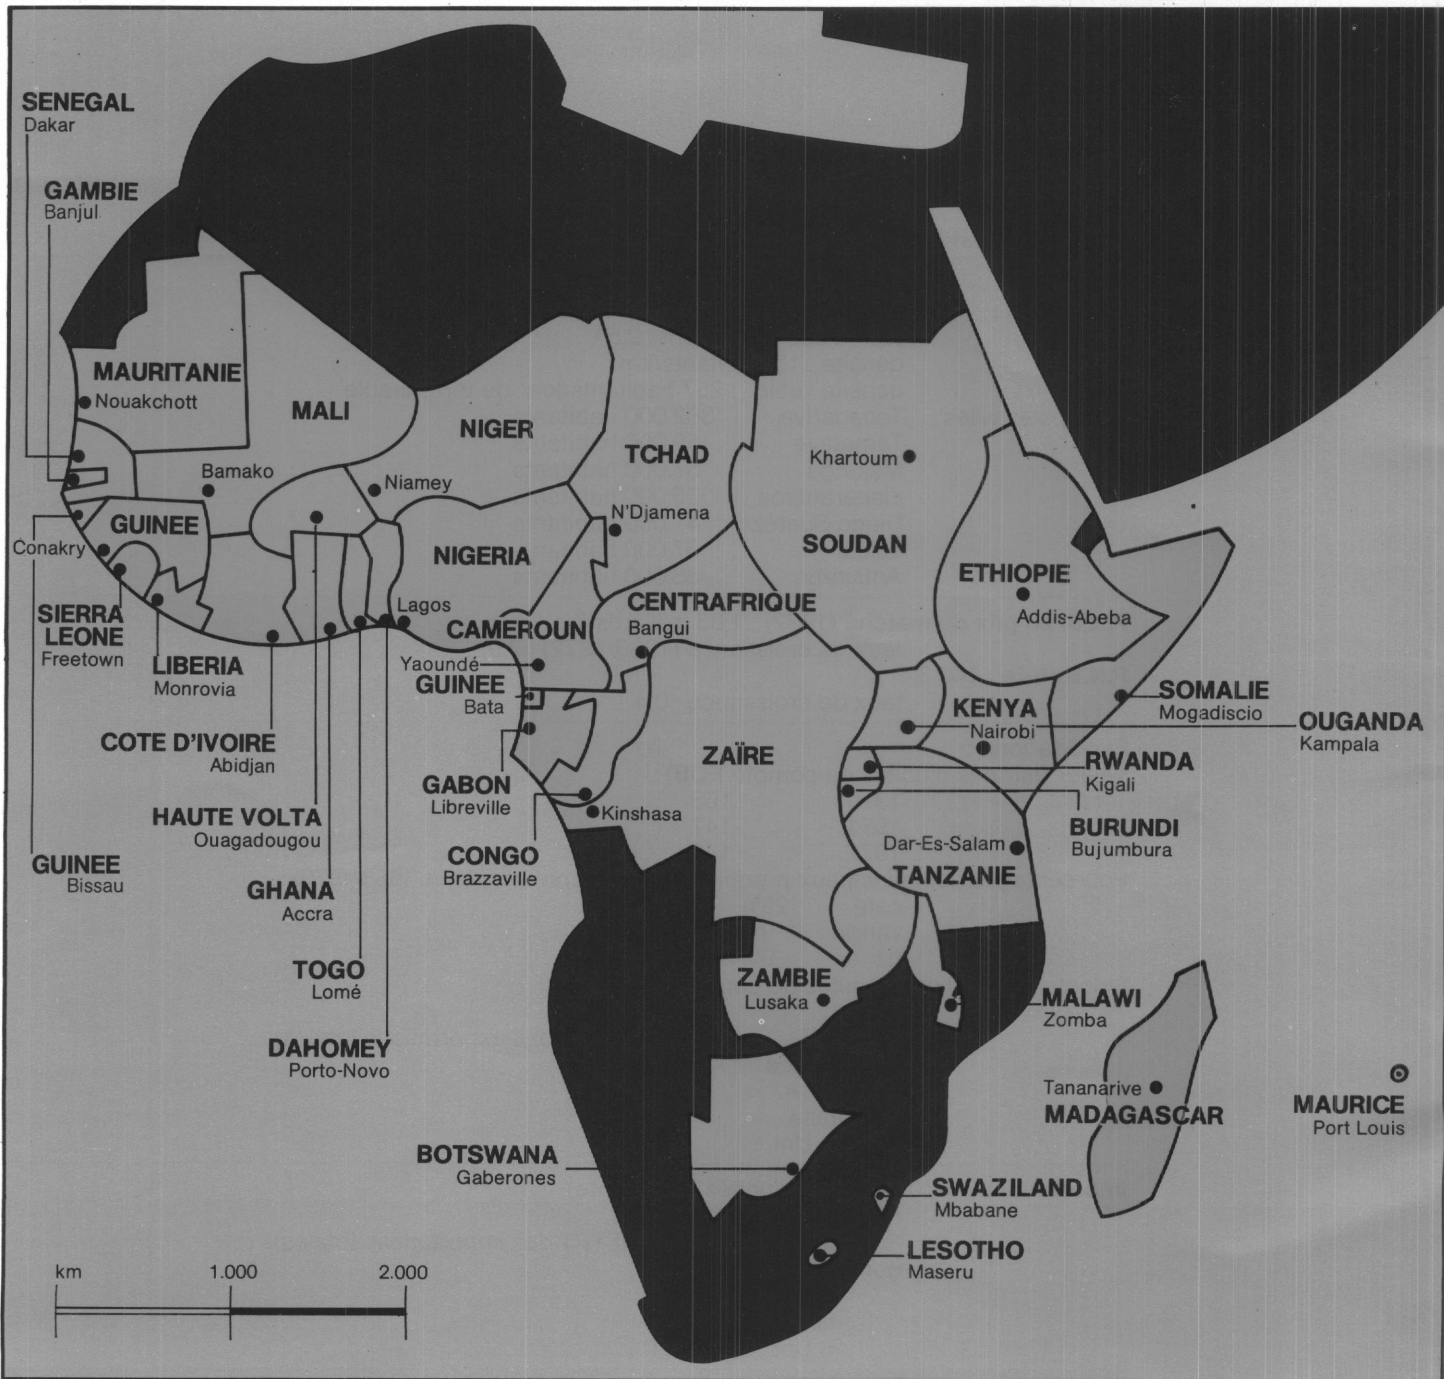 SENEGAL
Dakar
GAMBIE
Banjul
MAURITANIE
Nouakchott
MALI
Bamako
NIGER
Niamey
TCHAD
N'Djamena
Khartoum
SOUDAN
GUINEE
Conakry
NIGERIA
Lagos
ETHIOPIE
Addis-Abeba
CENTRAFRIQUE
Bangui
CAMEROUN
Yaoundé
SIERRA
LEONE
Freetown
LIBERIA
Monrovia
GUINEE
Bata
SOMALIE
Mogadiscio
KENYA
Nairobi
OUGANDA
Kampala
COTE D'IVOIRE
Abidjan
ZAÏRE
RWANDA
Kigali
GABON
Libreville
Kinshasa
HAUTE VOLTA
Ouagadougou
BURUNDI
Bujumbura
Dar-Es-Salam
TANZANIE
GUINEE
Bissau
CONGO
Brazzaville
GHANA
Accra
TOGO
Lomé
ZAMBIE
Lusaka
MALAWI
Zomba
DAHOMEY
Porto-Novo
Tananarive
MADAGASCAR
MAURICE
Port Louis
BOTSWANA
Gaberones
SWAZILAND
Mbabane
LESOTHO
Maseru
km 1.000 2.000